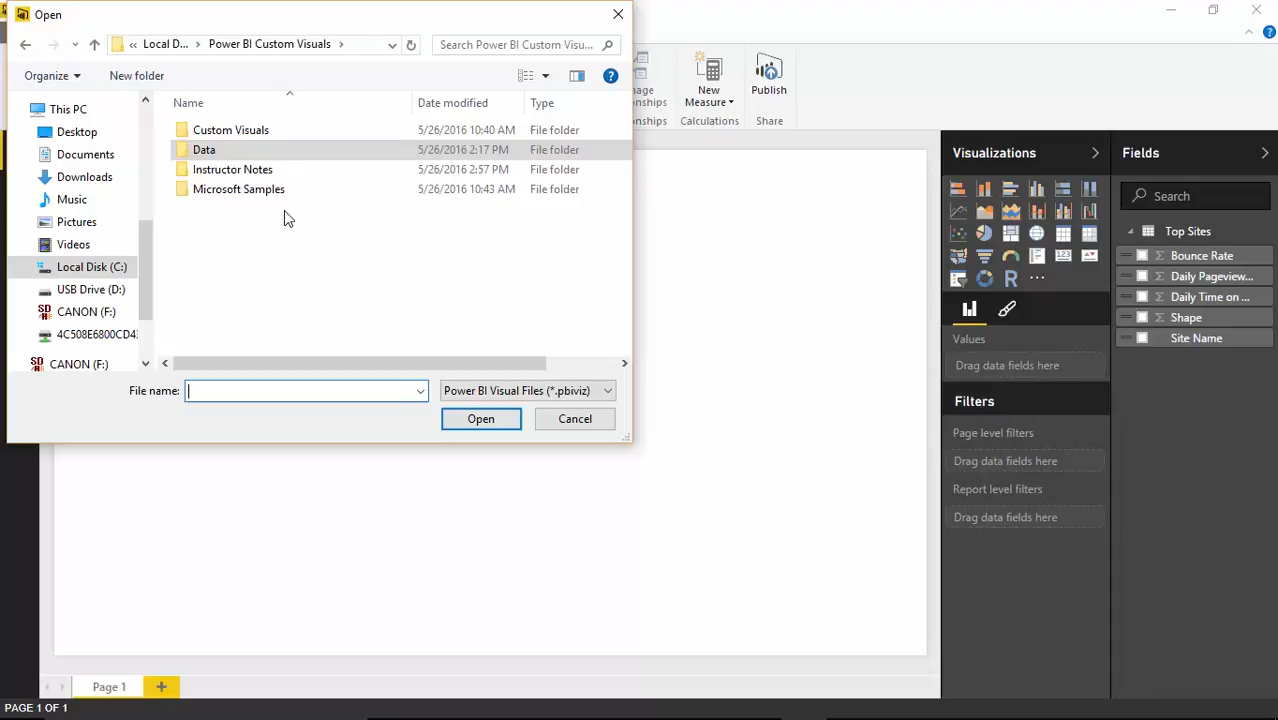 Open
Local D...
Power BI Custom Visuals
Search Power BI Custom Visu...
Organize
New folder
This PC
Desktop
Documents
Downloads
Music
Pictures
Videos
Local Disk (C:)
USB Drive (D:)
CANON (F:)
CANON (F:)
Name
Date modified
Type
Custom Visuals 5/26/2016 10:40 AM File folder
Data 5/26/2016 2:17 PM File folder
Instructor Notes 5/26/2016 2:57 PM File folder
Microsoft Samples 5/26/2016 10:43 AM File folder
File name:
Power BI Visual Files (*.pbiviz)
Open
Cancel
New
Measure
Publish
Calculations
Share
Visualizations
Values
Drag data fields here
Filters
Page level filters
Drag data fields here
Report level filters
Drag data fields here
Fields
Search
Top Sites
Bounce Rate
Daily Pageview...
Daily Time on ...
Shape
Site Name
Page 1
PAGE 1 OF 1